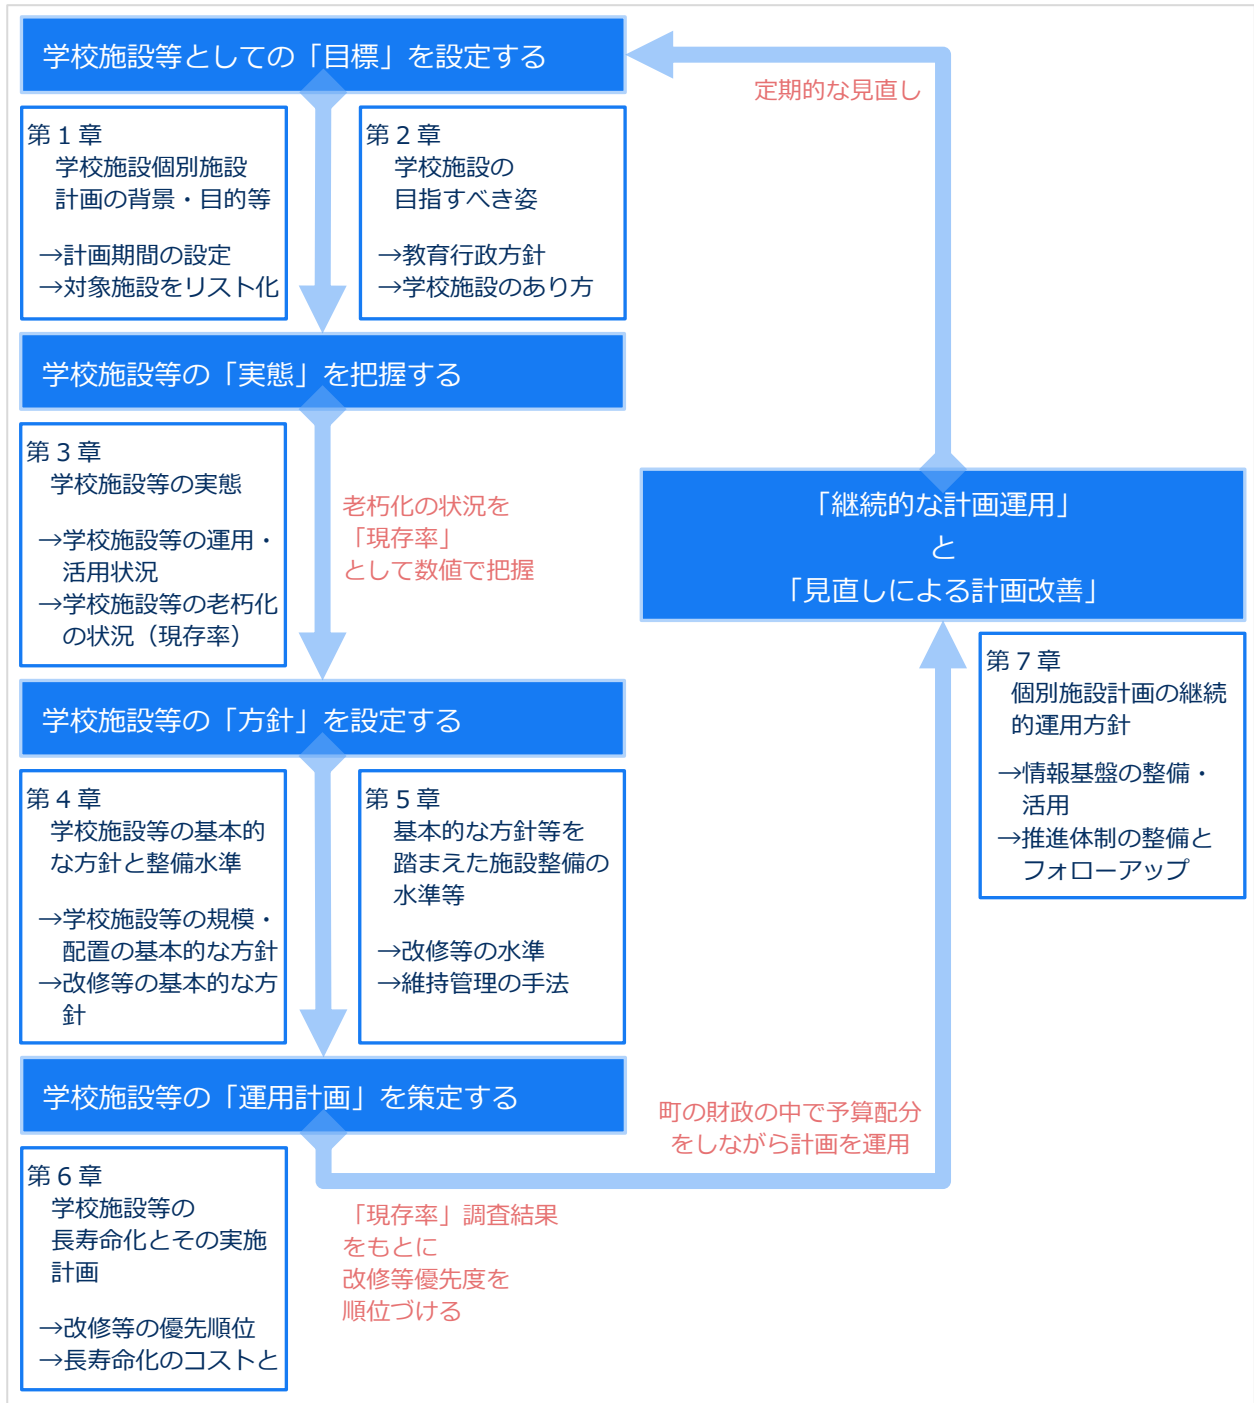 学校施設等としての「目標」を設定する
定期的な見直し
第1章
学校施設個別施設
計画の背景・目的等
→計画期間の設定
→対象施設をリスト化
第2章
学校施設の
目指すべき姿
→教育行政方針
→学校施設のあり方
学校施設等の「実態」を把握する
第3章
学校施設等の実態
→学校施設等の運用・
活用状況
→学校施設等の老朽化
の状況（現存率）
老朽化の状況を
「現存率」
として数値で把握
学校施設等の「方針」を設定する
第4章
学校施設等の基本的
な方針と整備水準
→学校施設等の規模・
配置の基本的な方針
→改修等の基本的な方
針
第5章
基本的な方針等を
踏まえた施設整備の
水準等
→改修等の水準
→維持管理の手法
学校施設等の「運用計画」を策定する
第6章
学校施設等の
長寿命化とその実施
計画
→改修等の優先順位
→長寿命化のコストと
「現存率」調査結果
をもとに
改修等優先度を
順位づける
町の財政の中で予算配分
をしながら計画を運用
「継続的な計画運用」
と
「見直しによる計画改善」
第7章
個別施設計画の継続
的運用方針
→情報基盤の整備・
活用
→推進体制の整備と
フォローアップ